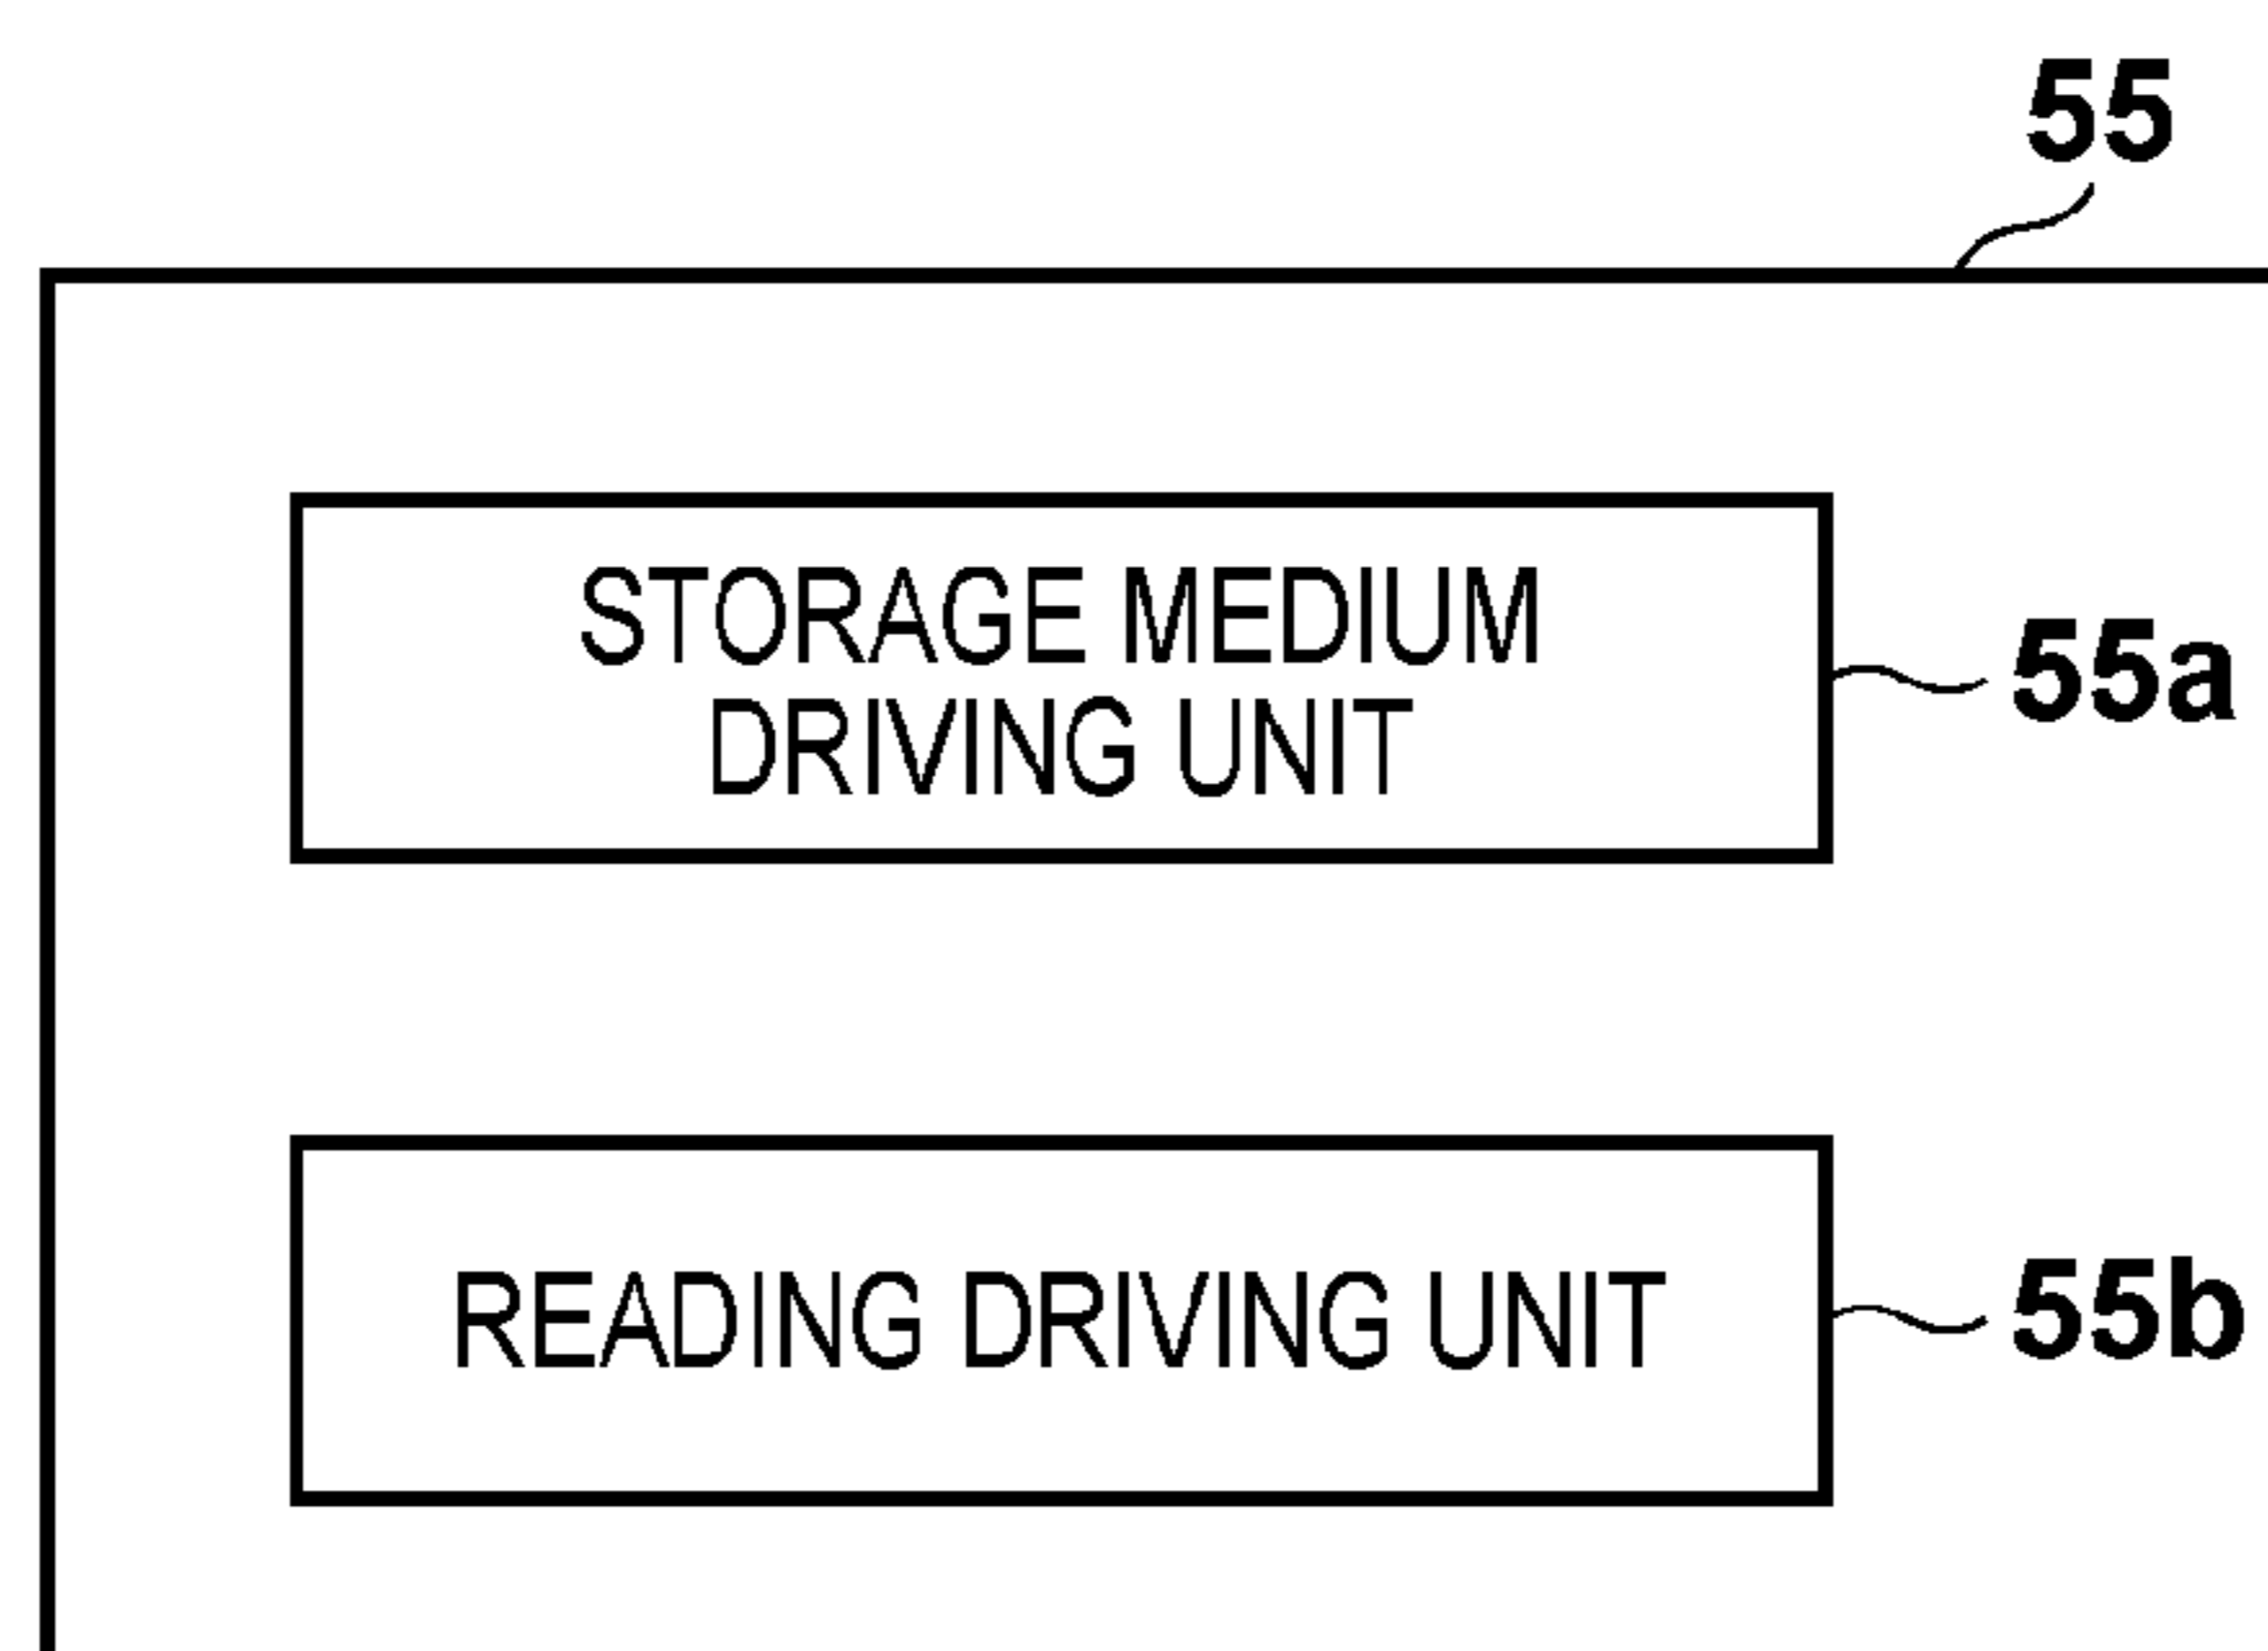 55
STORAGE MEDIUM
DRIVING UNIT
55a
READING DRIVING UNIT
55b